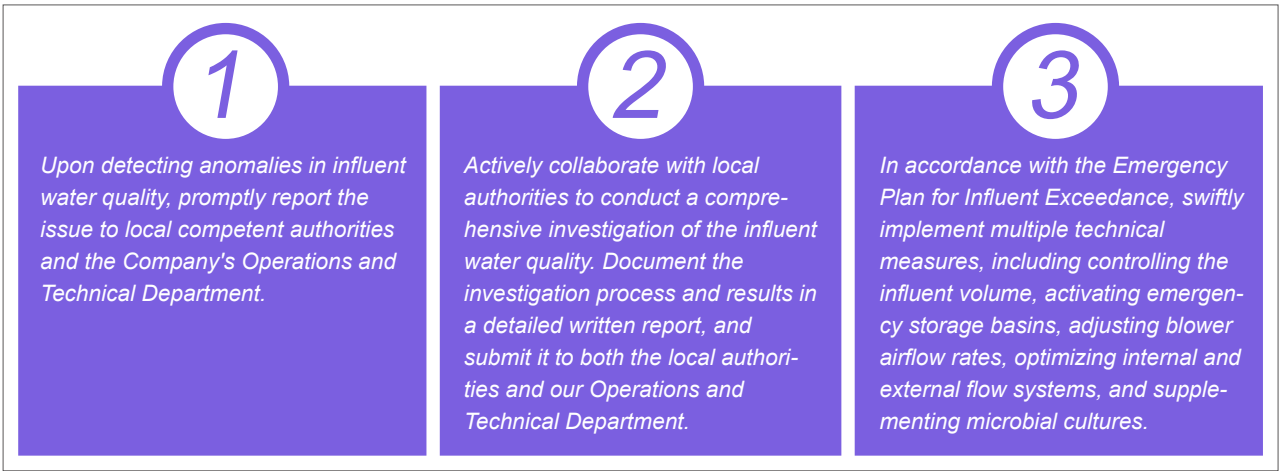 1
Upon detecting anomalies in influent
water quality, promptly report the
issue to local competent authorities
and the Company's Operations and
Technical Department.
2
Actively collaborate with local
authorities to conduct a compre-
hensive investigation of the influent
water quality. Document the
investigation process and results in
a detailed written report, and
submit it to both the local authori-
ties and our Operations and
Technical Department.
3
In accordance with the Emergency
Plan for Influent Exceedance, swiftly
implement multiple technical
measures, including controlling the
influent volume, activating emergen-
cy storage basins, adjusting blower
airflow rates, optimizing internal and
external flow systems, and supple-
menting microbial cultures.